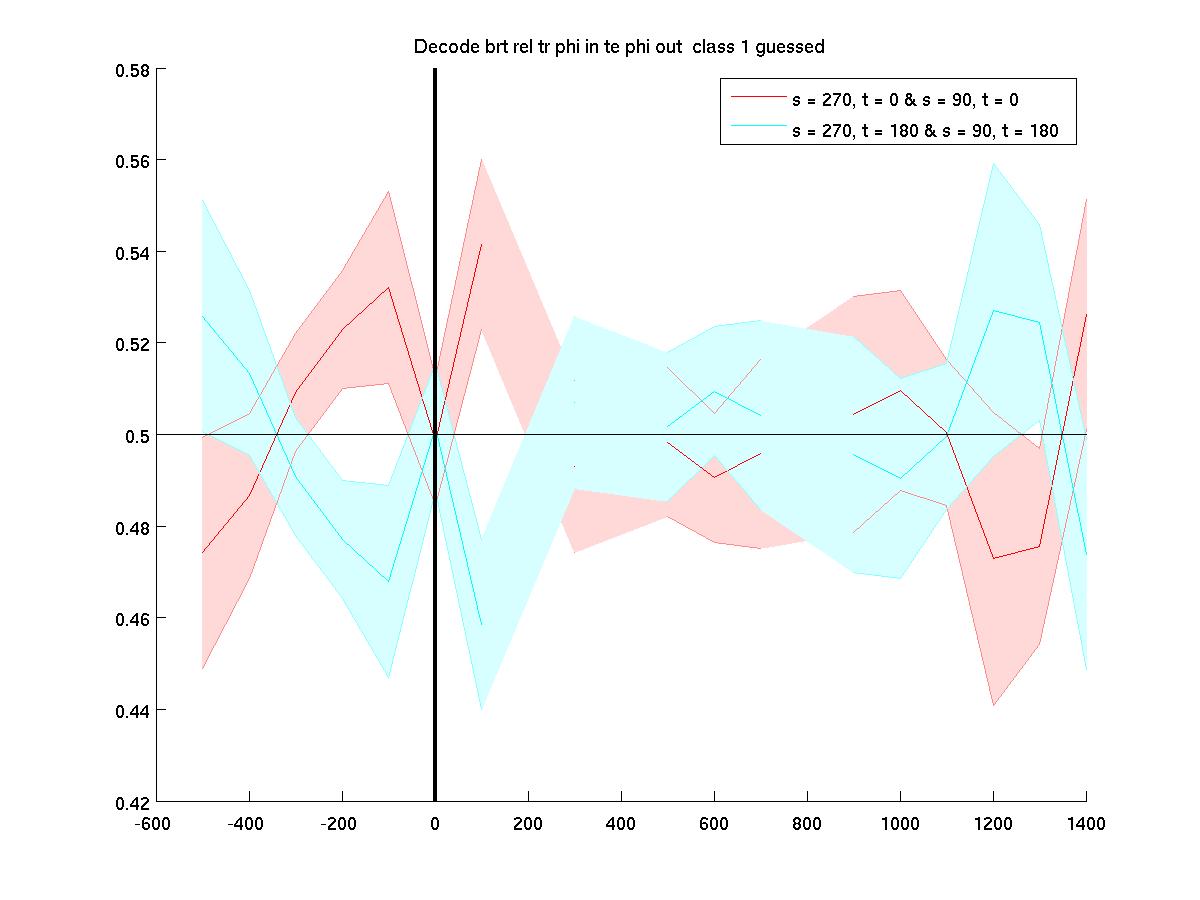 Decode brt rel tr phi in te phi out class 1 guessed
s = 270, t = 0 & s = 90, t = 0
s = 270, t = 180 & s = 90, t = 180
0.58
0.56
0.54
0.52
0.5
0.48
0.46
0.44
0.42
-600 -400 -200 0 200 400 600 800 1000 1200 1400